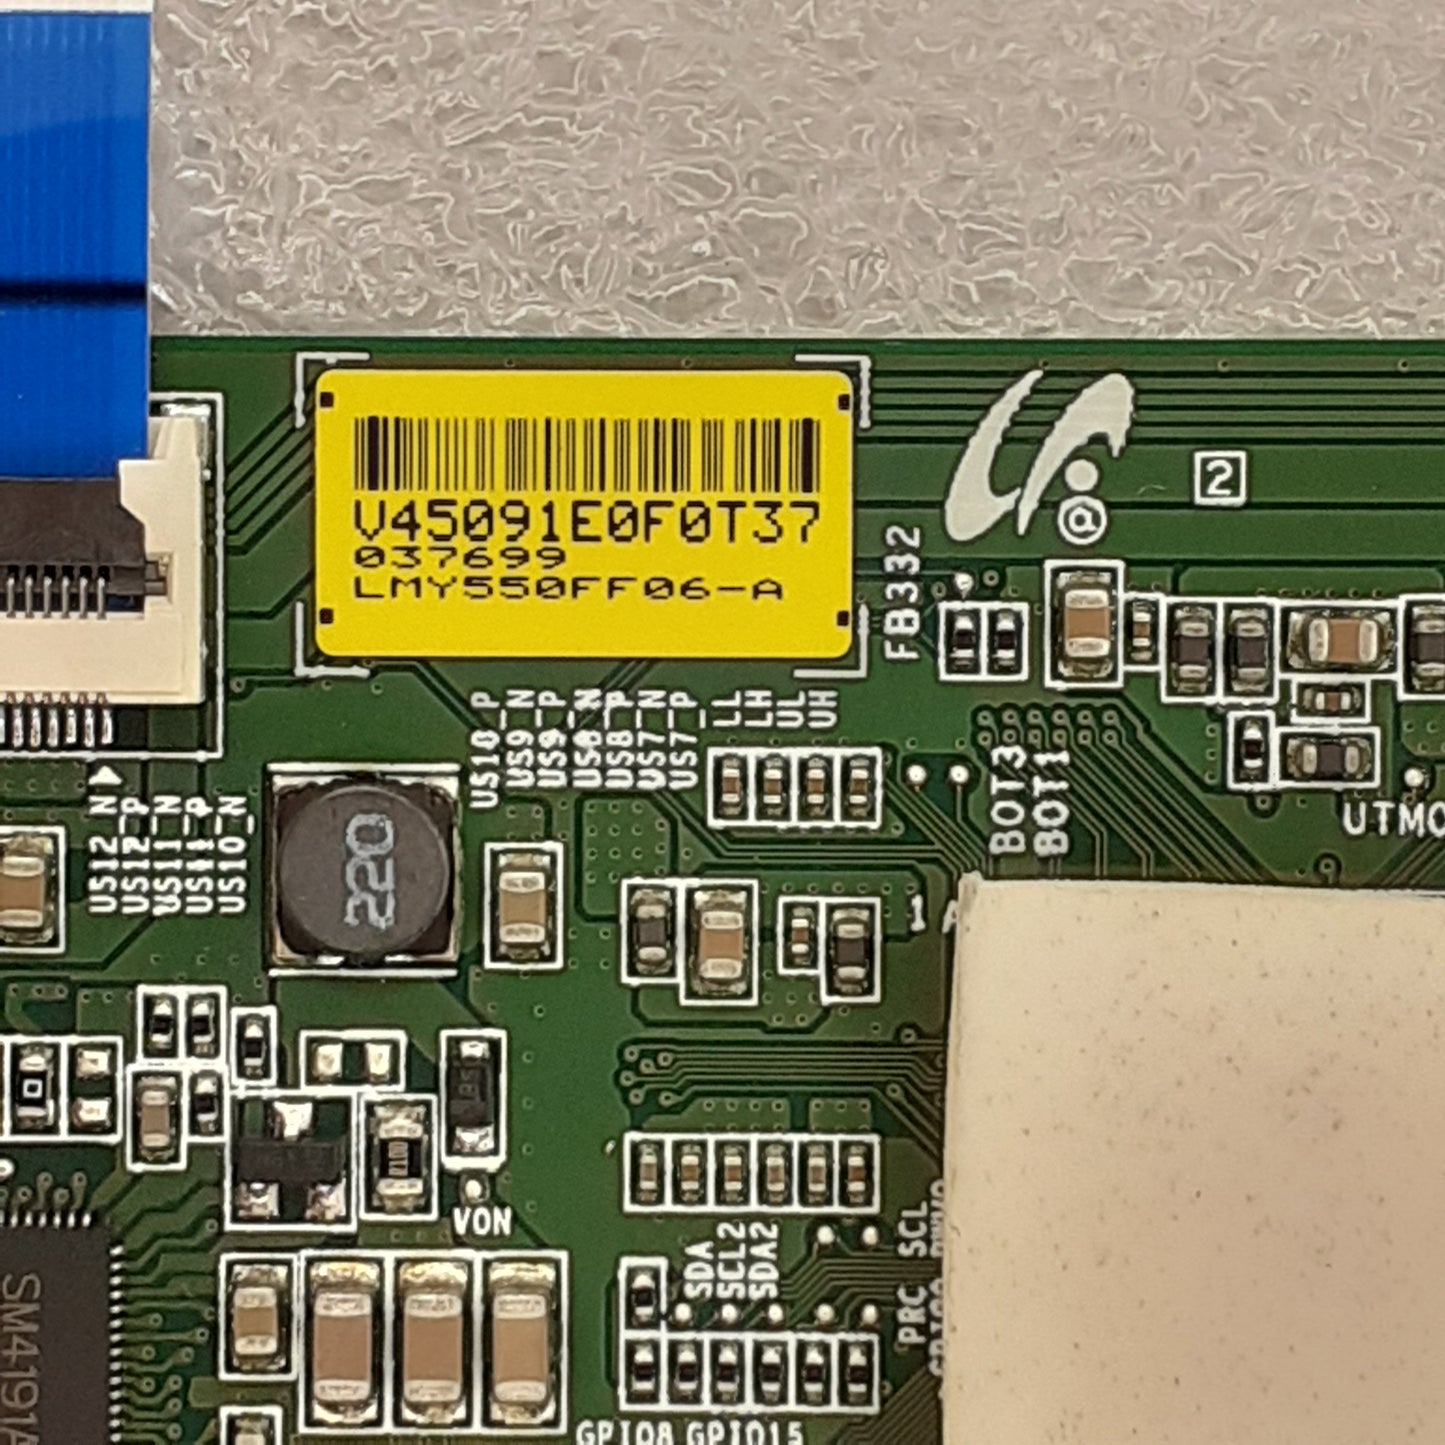 V45091E0F0T37
037699
LMY550FF06-A
2
@
FB332
US10_P
US9_N
US9_P
US8_N
US8_P
US7_N
US7_P
LL
LH
UL
UH
BOT3
BOT1
US12_N
US12_P
US11_N
US11_P
US10_N
220
1
VON
SDA
SCL2
SDA2
SCL
PRC
GPIO8 GPIO15